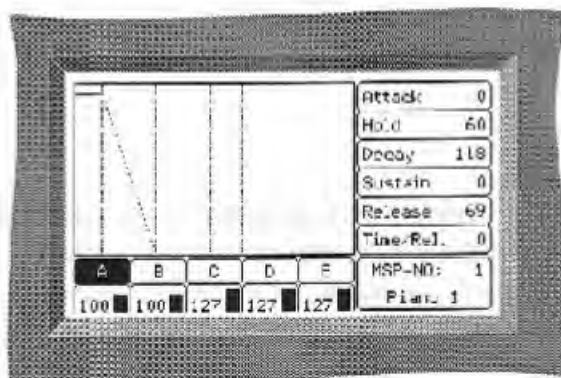 Attack 0
Hold 60
Decay 118
Sustain 0
Release 69
Time/Rel. 0
A B C D E
MSP-NO: 1
100 100 127 127 127
Piano 1